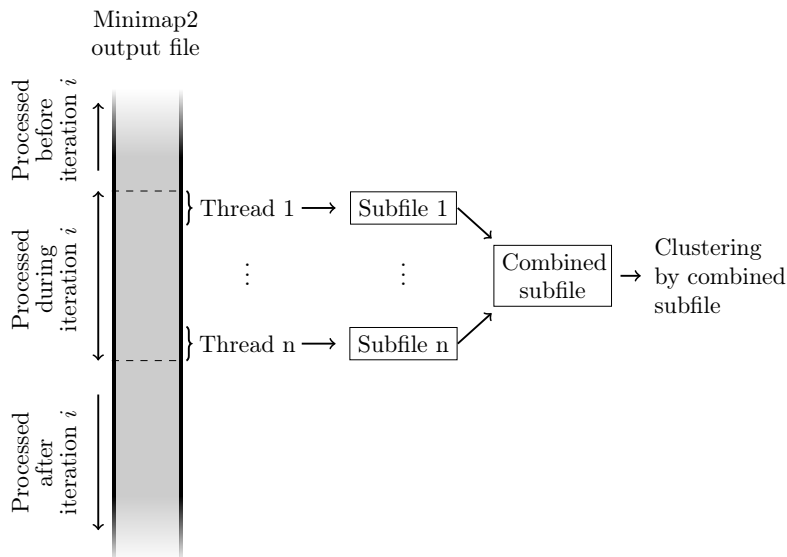 Minimap2
output file
Processed
before
iteration i
Processed
during
iteration i
Processed
after
iteration i
Thread 1
Subfile 1
Thread n
Subfile n
Combined
subfile
Clustering
by combined
subfile